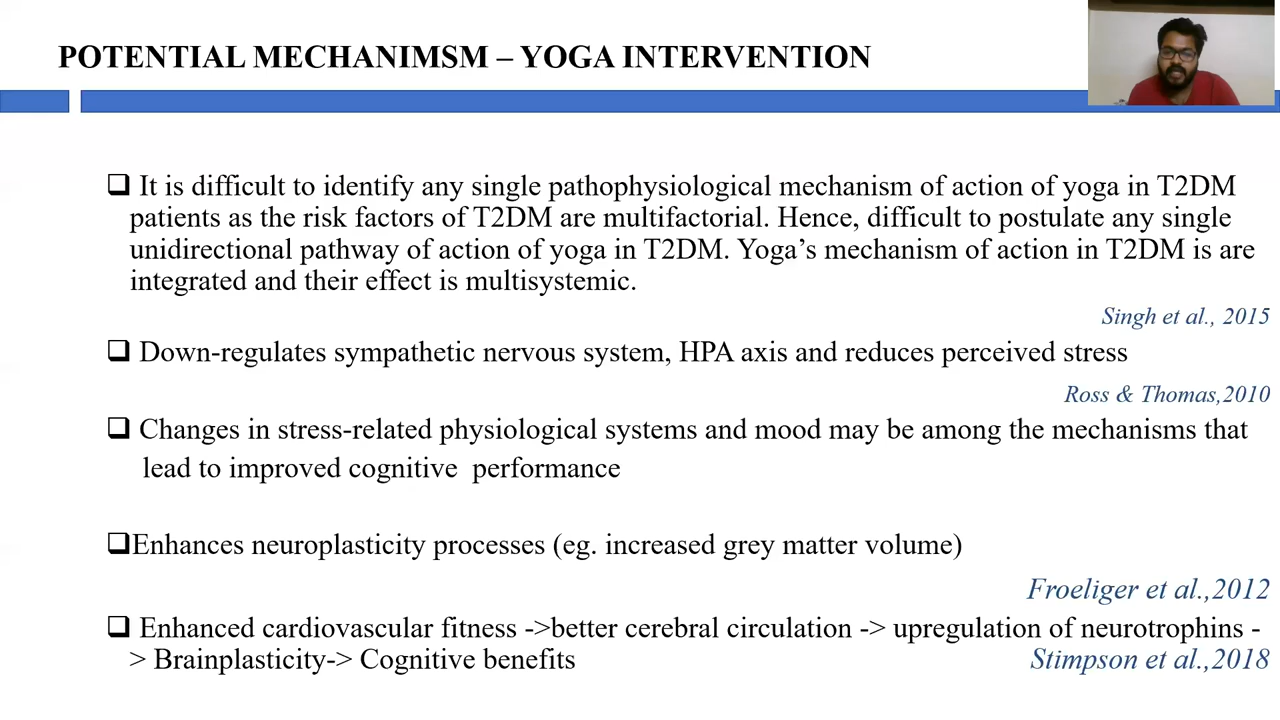 POTENTIAL MECHANIMSM – YOGA INTERVENTION
❑ It is difficult to identify any single pathophysiological mechanism of action of yoga in T2DM
patients as the risk factors of T2DM are multifactorial. Hence, difficult to postulate any single
unidirectional pathway of action of yoga in T2DM. Yoga’s mechanism of action in T2DM is are
integrated and their effect is multisystemic.
Singh et al., 2015
❑ Down-regulates sympathetic nervous system, HPA axis and reduces perceived stress
Ross & Thomas,2010
❑ Changes in stress-related physiological systems and mood may be among the mechanisms that
lead to improved cognitive  performance
❑Enhances neuroplasticity processes (eg. increased grey matter volume)
Froeliger et al.,2012
❑ Enhanced cardiovascular fitness ->better cerebral circulation -> upregulation of neurotrophins -
> Brainplasticity-> Cognitive benefits Stimpson et al.,2018